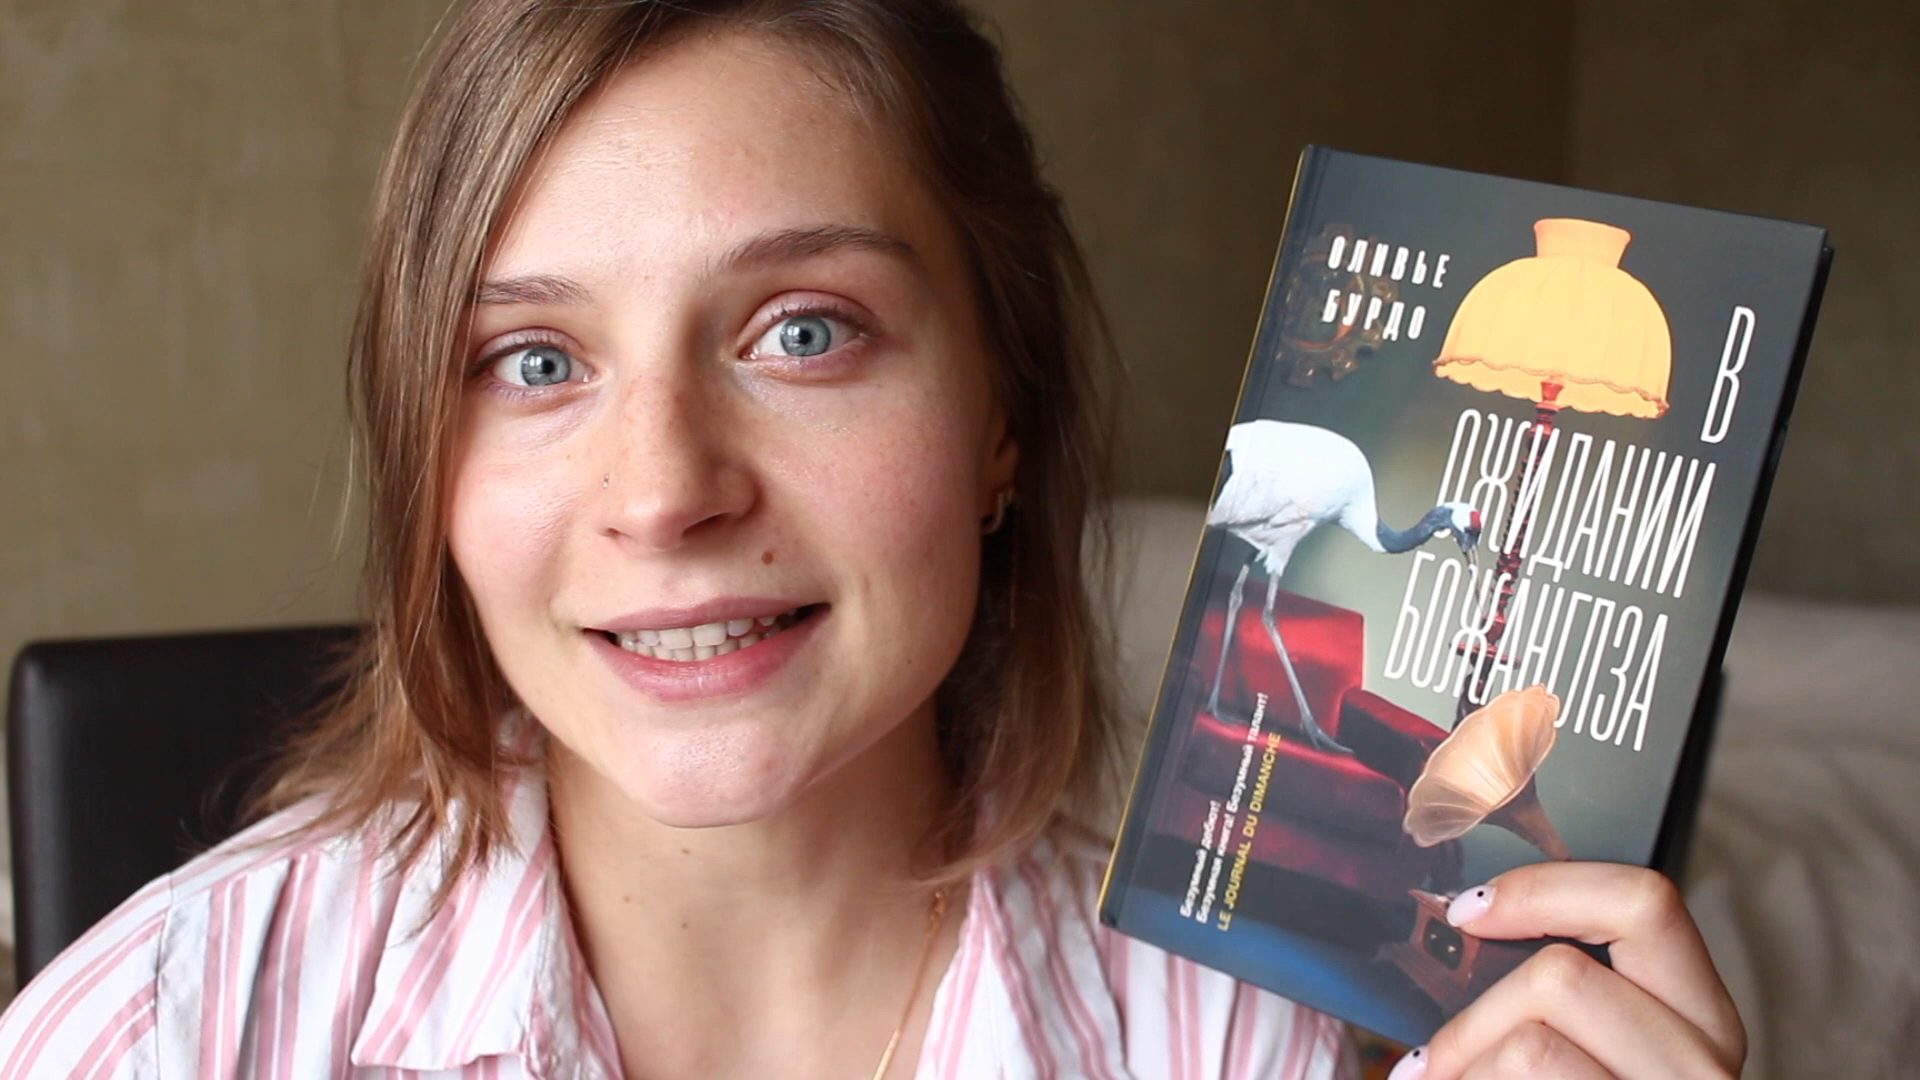 ОЛИВЬЕ
БУРДО
В
ОЖИДАНИИ
БОЖАНГЛЗА
Безумный дебют!
Безумная книга! Безумный талант!
LE JOURNAL DU DIMANCHE